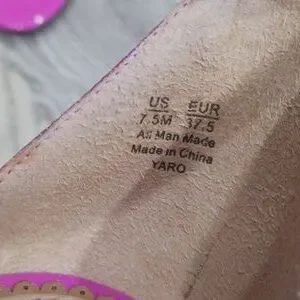 US EUR
7.5M 37.5
All Man Made
Made in China
YARO